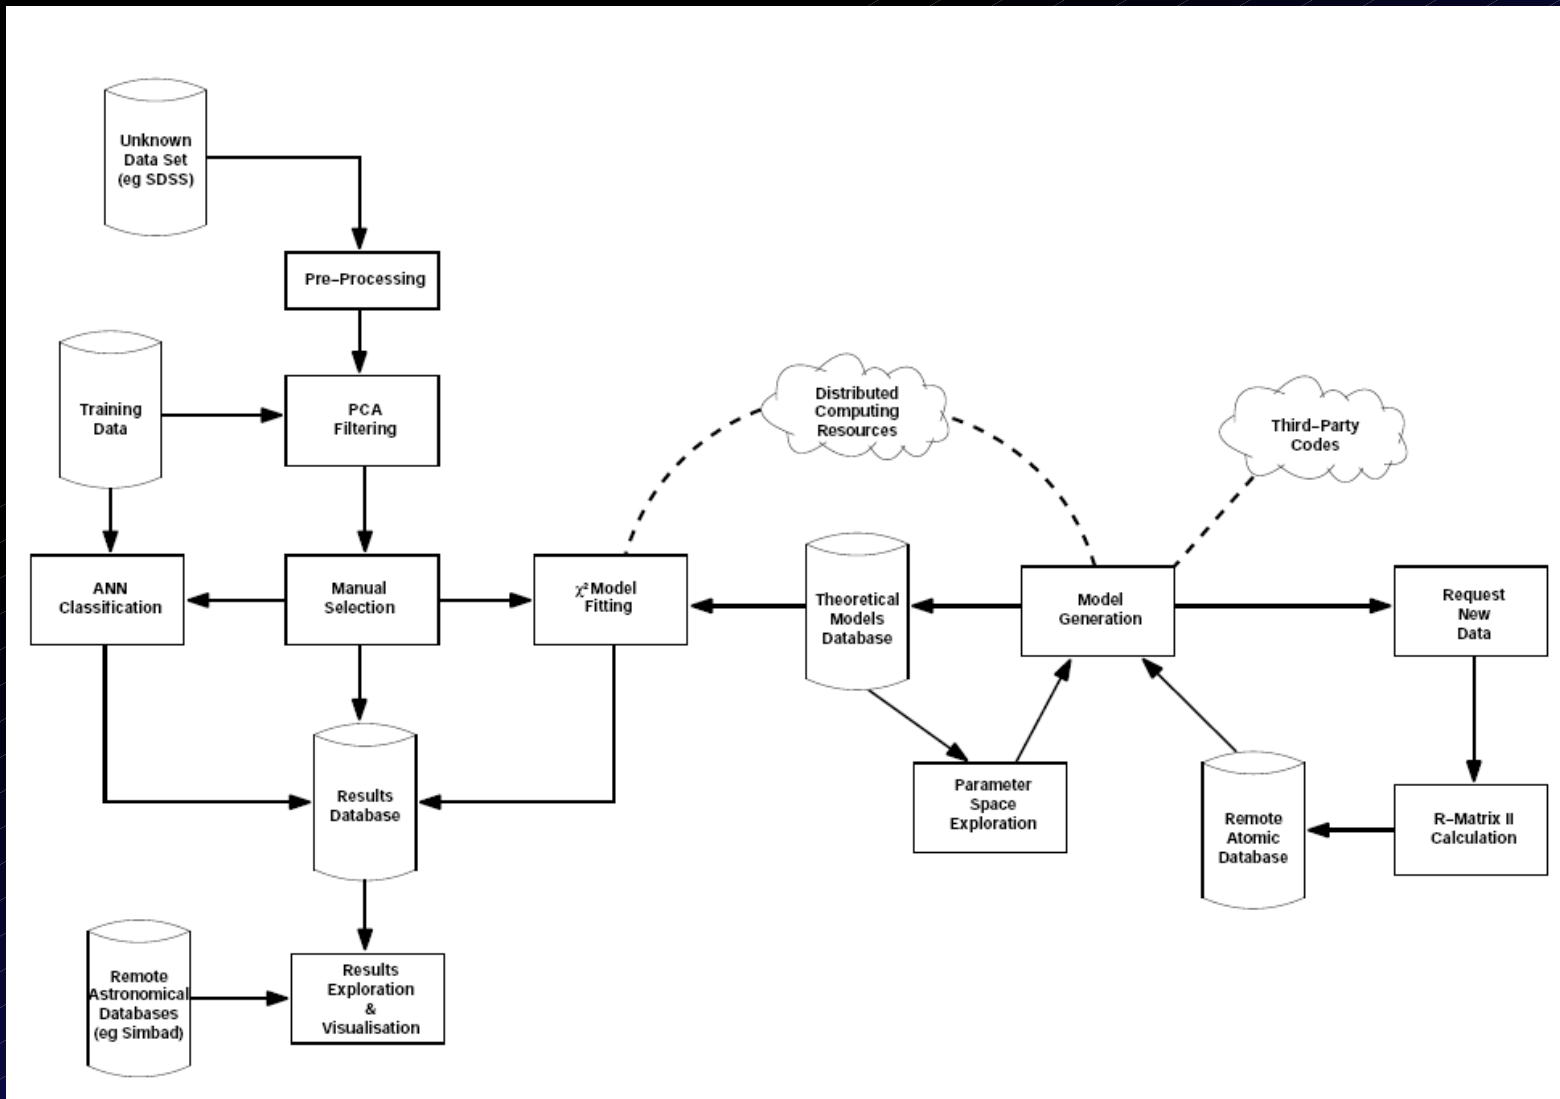 Unknown
Data Set
(eg SDSS)
Pre–Processing
Training
Data
PCA
Filtering
Distributed
Computing
Resources
Third–Party
Codes
ANN
Classification
Manual
Selection
χ² Model
Fitting
Theoretical
Models
Database
Model
Generation
Request
New
Data
Results
Database
Parameter
Space
Exploration
Remote
Atomic
Database
R–Matrix II
Calculation
Remote
Astronomical
Databases
(eg Simbad)
Results
Exploration
&
Visualisation